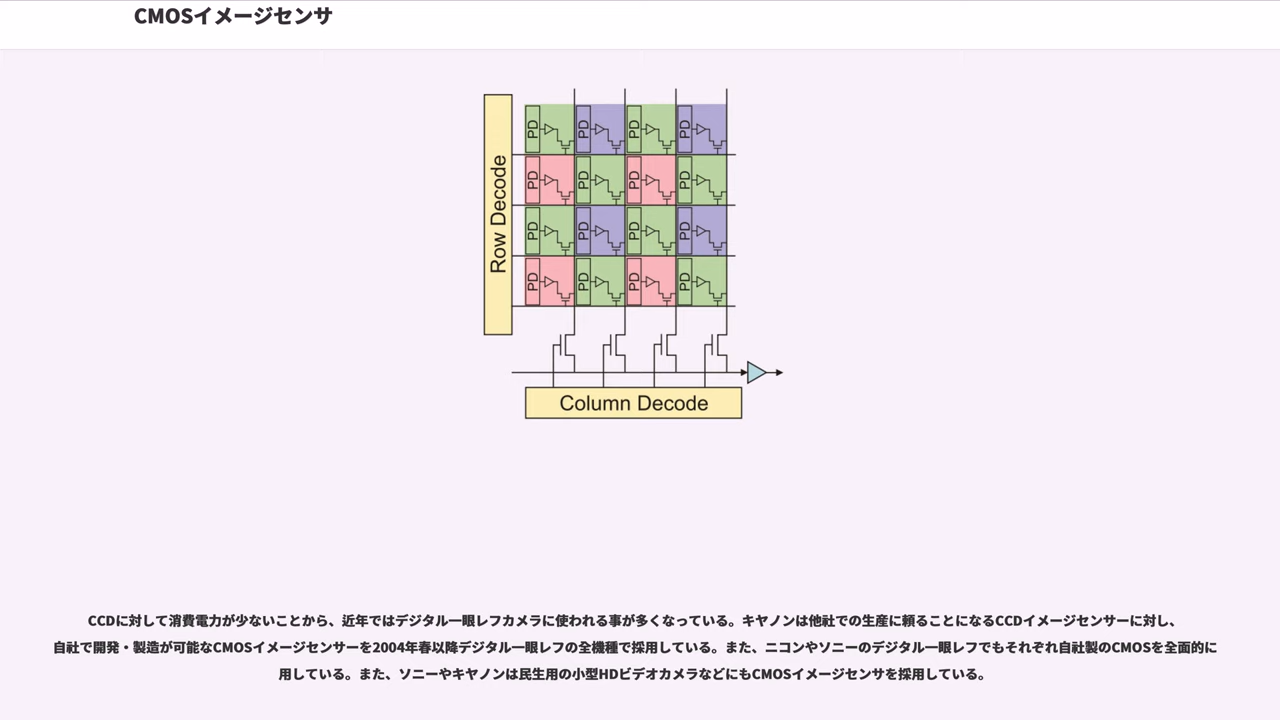 CMOSイメージセンサ
Row Decode
PD PD PD PD
PD PD PD PD
PD PD PD PD
PD PD PD PD
Column Decode
CCDに対して消費電力が少ないことから、近年ではデジタル一眼レフカメラに使われる事が多くなっている。キヤノンは他社での生産に頼ることになるCCDイメージセンサーに対し、
自社で開発・製造が可能なCMOSイメージセンサーを2004年春以降デジタル一眼レフの全機種で採用している。また、ニコンやソニーのデジタル一眼レフでもそれぞれ自社製のCMOSを全面的に
用している。また、ソニーやキヤノンは民生用の小型HDビデオカメラなどにもCMOSイメージセンサを採用している。